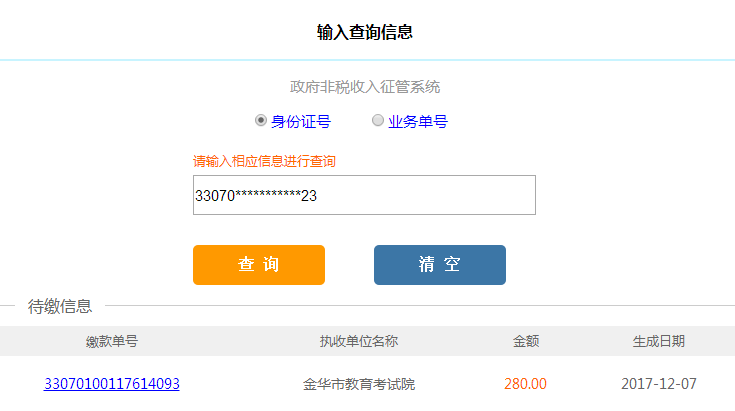 输入查询信息
政府非税收入征管系统
身份证号 业务单号
请输入相应信息进行查询
33070***********23
查 询 清 空
待缴信息
缴款单号 执收单位名称 金额 生成日期
33070100117614093 金华市教育考试院 280.00 2017-12-07